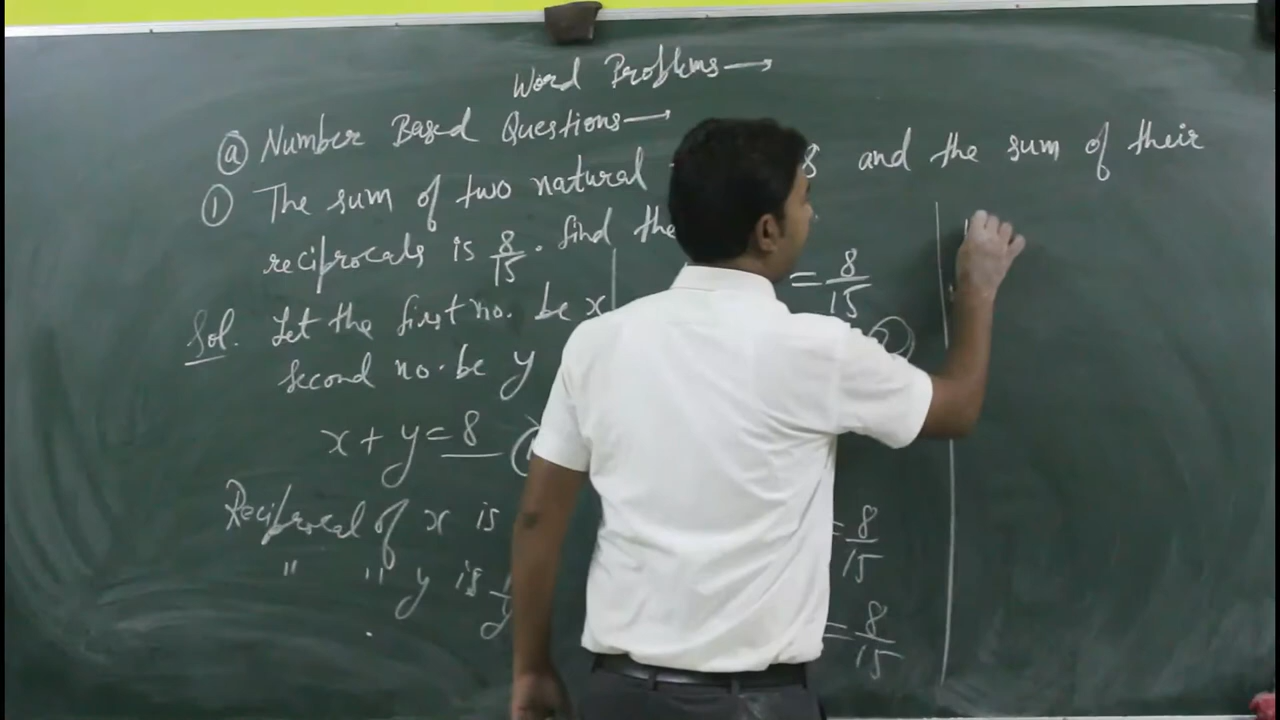 Word Problems →
ⓐ Number Based Questions →
① The sum of two natural 8 and the sum of their
reciprocals is 8/15. find the
Sol. Let the first no. be x
second no. be y
x + y = 8
Reciprocal of x is
" " y is
= 8/15
= 8/15
= 8/15